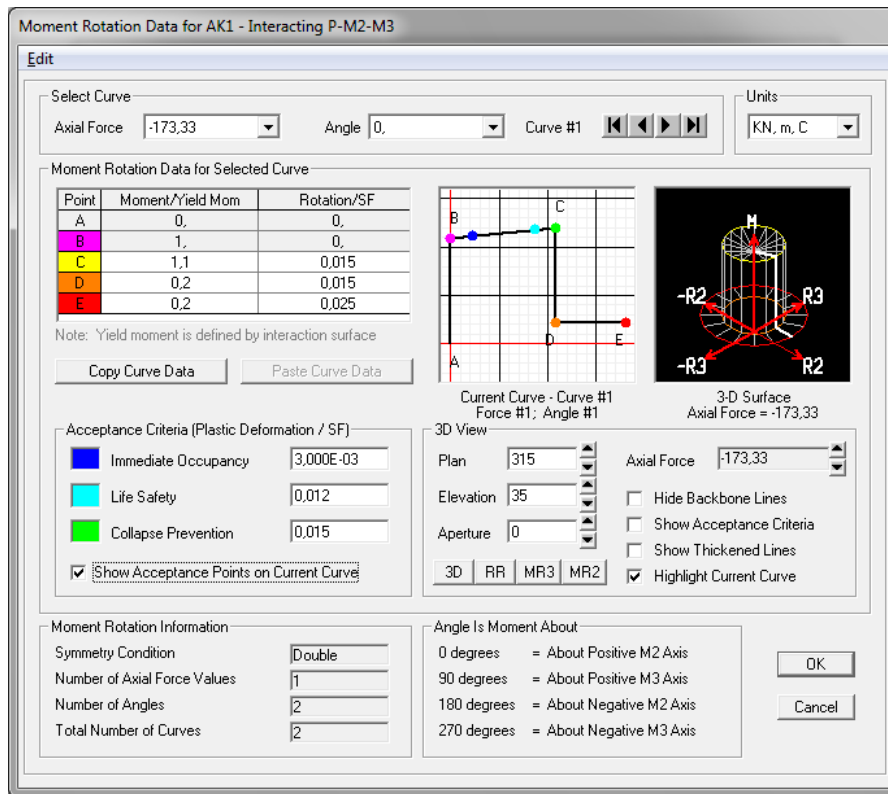 Moment Rotation Data for AK1 - Interacting P-M2-M3
Edit
Select Curve
Axial Force -173,33 Angle 0, Curve #1
Units
KN, m, C
Moment Rotation Data for Selected Curve
Point Moment/Yield Mom Rotation/SF
A 0, 0,
B 1, 0,
C 1,1 0,015
D 0,2 0,015
E 0,2 0,025
Note: Yield moment is defined by interaction surface
Copy Curve Data Paste Curve Data
B C
D E
A
Current Curve - Curve #1
Force #1; Angle #1
M
-R2 R3
-R3 R2
3-D Surface
Axial Force = -173,33
Acceptance Criteria (Plastic Deformation / SF)
Immediate Occupancy 3,000E-03
Life Safety 0,012
Collapse Prevention 0,015
Show Acceptance Points on Current Curve
3D View
Plan 315
Elevation 35
Aperture 0
3D RR MR3 MR2
Axial Force -173,33
Hide Backbone Lines
Show Acceptance Criteria
Show Thickened Lines
Highlight Current Curve
Moment Rotation Information
Symmetry Condition Double
Number of Axial Force Values 1
Number of Angles 2
Total Number of Curves 2
Angle Is Moment About
0 degrees = About Positive M2 Axis
90 degrees = About Positive M3 Axis
180 degrees = About Negative M2 Axis
270 degrees = About Negative M3 Axis
OK
Cancel